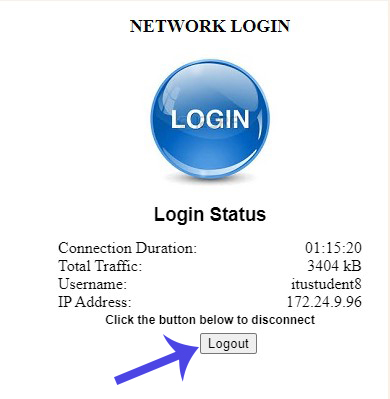 NETWORK LOGIN
LOGIN
Login Status
Connection Duration: 01:15:20
Total Traffic: 3404 kB
Username: itustudent8
IP Address: 172.24.9.96
Click the button below to disconnect
Logout